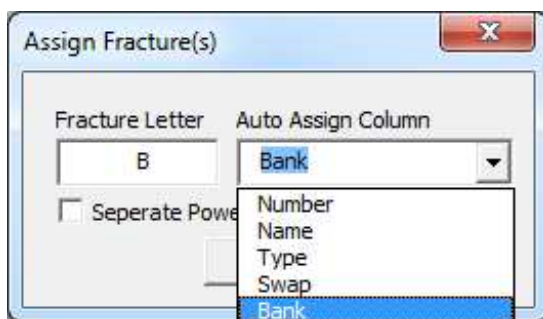 Assign Fracture(s)
Fracture Letter Auto Assign Column
B Bank
Seperate Powe
Number
Name
Type
Swap
Bank